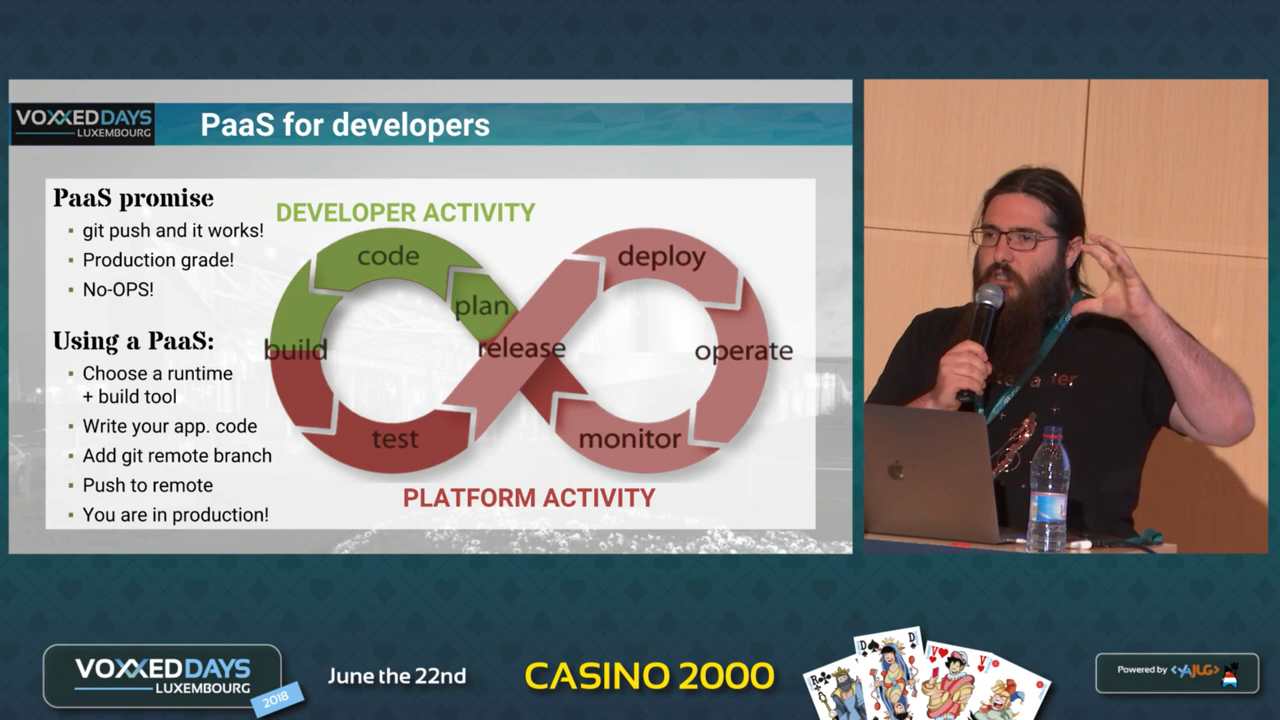 VOXXEDDAYS
LUXEMBOURG
PaaS for developers
PaaS promise
git push and it works!
Production grade!
No-OPS!
Using a PaaS:
Choose a runtime
+ build tool
Write your app. code
Add git remote branch
Push to remote
You are in production!
DEVELOPER ACTIVITY
code
plan
build
test
release
deploy
operate
monitor
PLATFORM ACTIVITY
VOXXEDDAYS
LUXEMBOURG
2018
June the 22nd
CASINO 2000
R
D
D
V
V
Powered by <YAJUG>